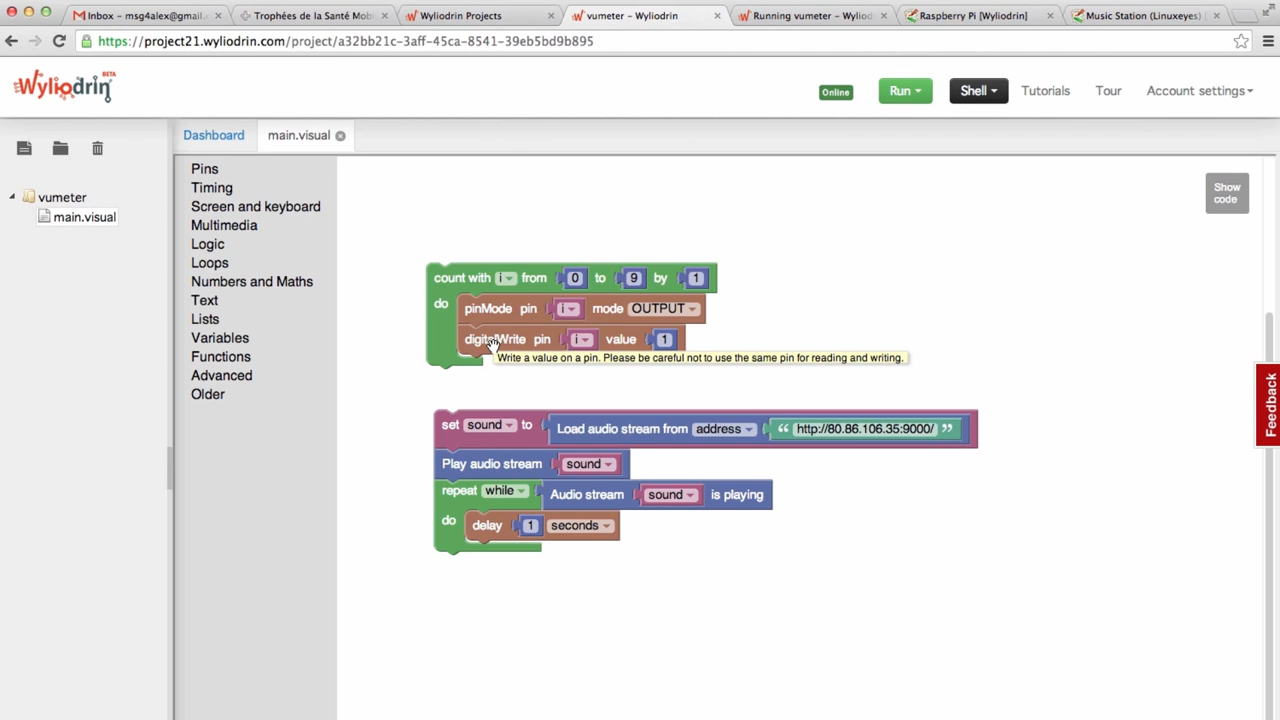 Inbox – msg4alex@gmail.
Trophées de la Santé Mobi
Wyliodrin Projects
vumeter – Wyliodrin
Running vumeter – Wyliod
Raspberry Pi [Wyliodrin]
Music Station (Linuxeyes)
https://project21.wyliodrin.com/project/a32bb21c-3aff-45ca-8541-39eb5bd9b895
Wyliodrin BETA
Online
Run
Shell
Tutorials
Tour
Account settings
Dashboard
main.visual
vumeter
main.visual
Pins
Timing
Screen and keyboard
Multimedia
Logic
Loops
Numbers and Maths
Text
Lists
Variables
Functions
Advanced
Older
Show
code
count with i from 0 to 9 by 1
do pinMode pin i mode OUTPUT
digitalWrite pin i value 1
Write a value on a pin. Please be careful not to use the same pin for reading and writing.
set sound to Load audio stream from address “ http://80.86.106.35:9000/ ”
Play audio stream sound
repeat while Audio stream sound is playing
do delay 1 seconds
Feedback